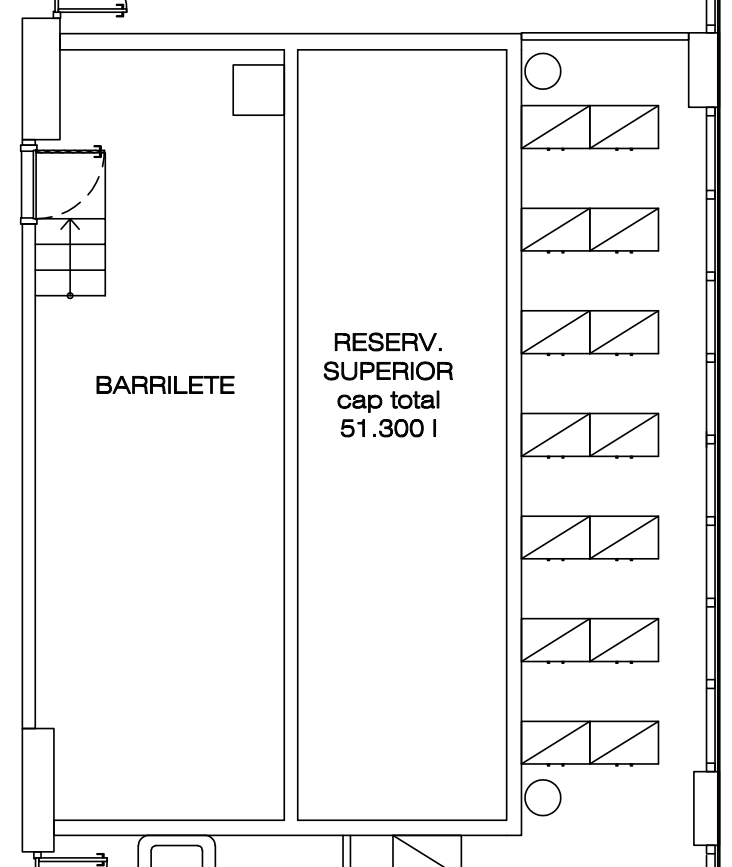 BARRILETE
RESERV.
SUPERIOR
cap total
51.300 l